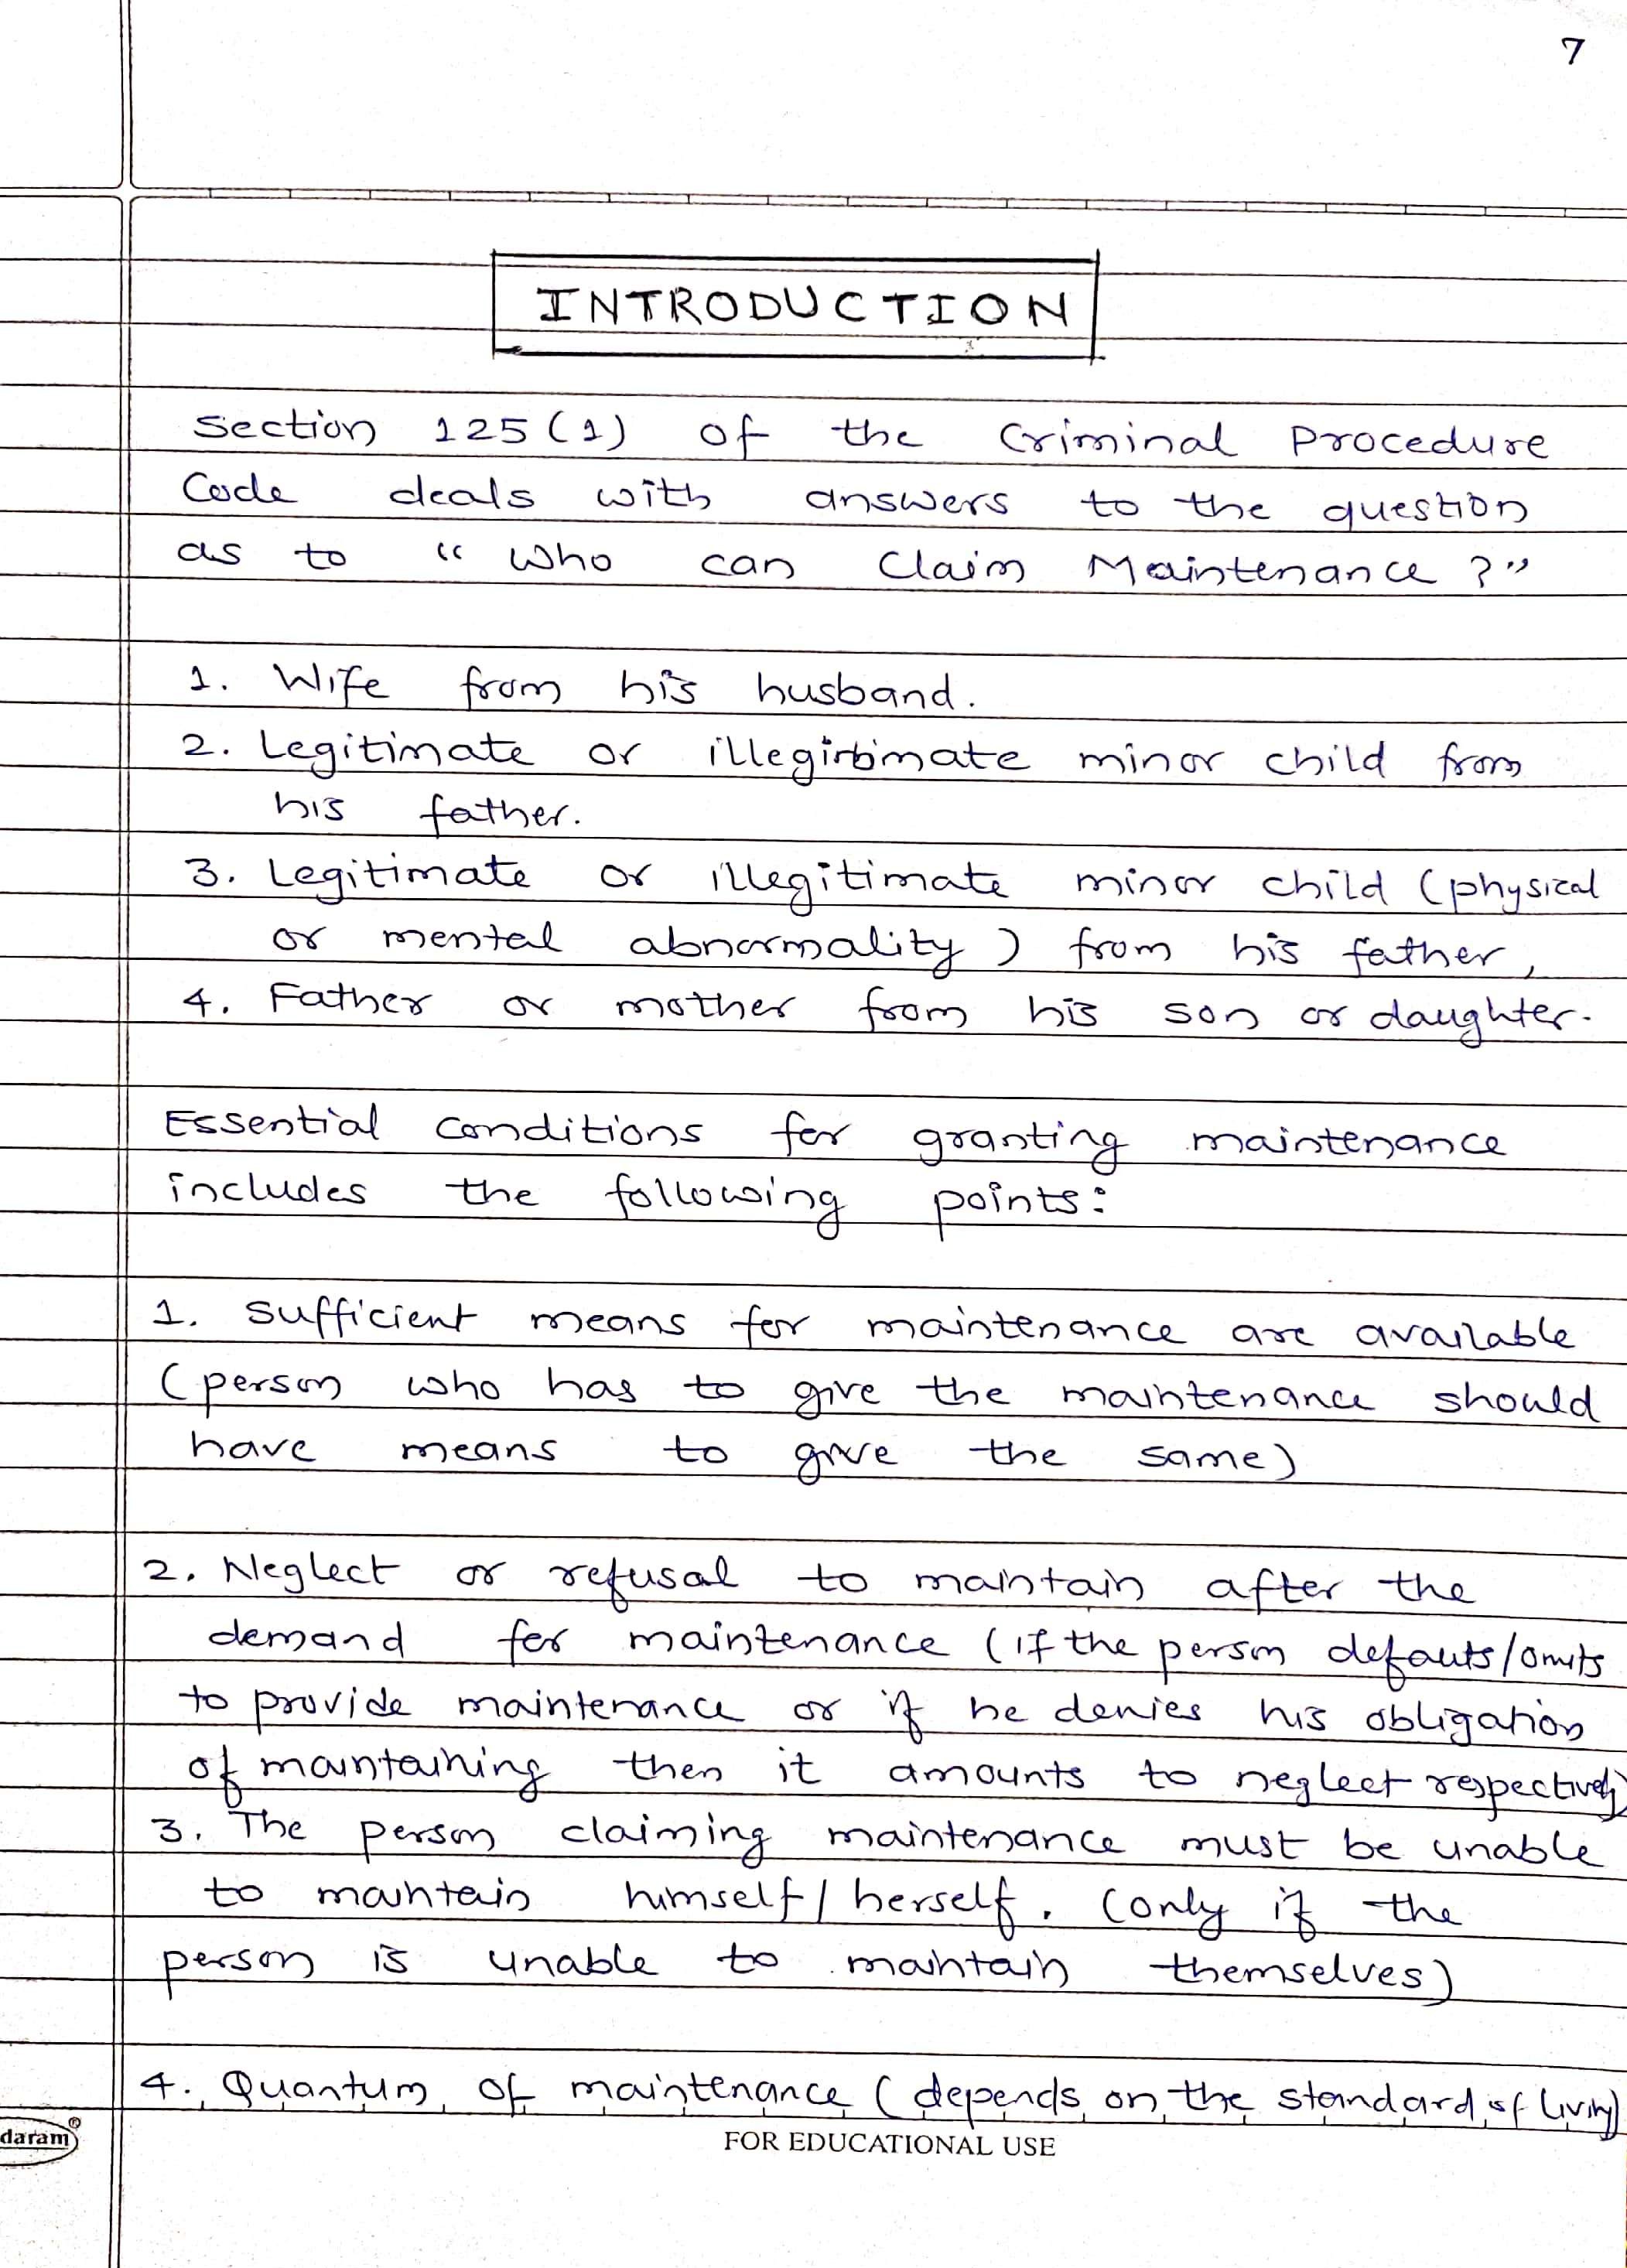 7
INTRODUCTION
Section 125(1) of the Criminal Procedure
Code deals with answers to the question
as to "Who can Claim Maintenance?"
1. Wife from his husband.
2. Legitimate or illegitimate minor child from
his father.
3. Legitimate or illegitimate minor child (physical
or mental abnormality) from his father,
4. Father or mother from his son or daughter.
Essential conditions for granting maintenance
includes the following points:
1. Sufficient means for maintenance are available
(person who has to give the maintenance should
have means to give the same)
2. Neglect or refusal to maintain after the
demand for maintenance (if the person defauts/omits
to provide maintenance or if he denies his obligation
of maintaining then it amounts to neglect respectively)
3. The person claiming maintenance must be unable
to maintain himself/herself. (only if the
person is unable to maintain themselves)
4. Quantum of maintenance (depends on the standard of living)
daram®
FOR EDUCATIONAL USE